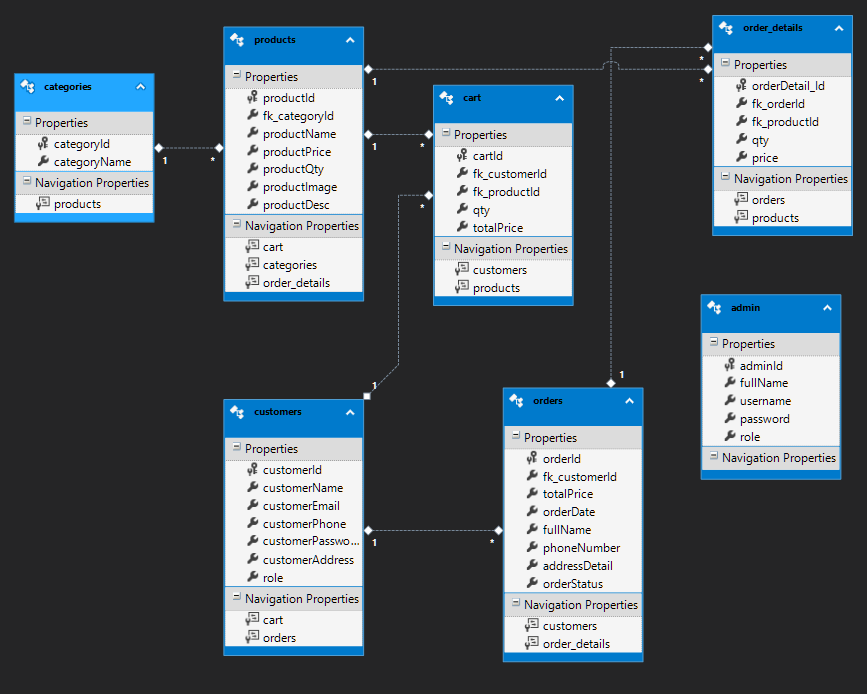 categories
Properties
categoryId
categoryName
Navigation Properties
products
1
*
products
Properties
productId
fk_categoryId
productName
productPrice
productQty
productImage
productDesc
Navigation Properties
cart
categories
order_details
1
*
1
*
cart
Properties
cartId
fk_customerId
fk_productId
qty
totalPrice
Navigation Properties
customers
products
*
1
order_details
Properties
orderDetail_Id
fk_orderId
fk_productId
qty
price
Navigation Properties
orders
products
*
1
admin
Properties
adminId
fullName
username
password
role
Navigation Properties
customers
Properties
customerId
customerName
customerEmail
customerPhone
customerPasswo...
customerAddress
role
Navigation Properties
cart
orders
1
*
orders
Properties
orderId
fk_customerId
totalPrice
orderDate
fullName
phoneNumber
addressDetail
orderStatus
Navigation Properties
customers
order_details